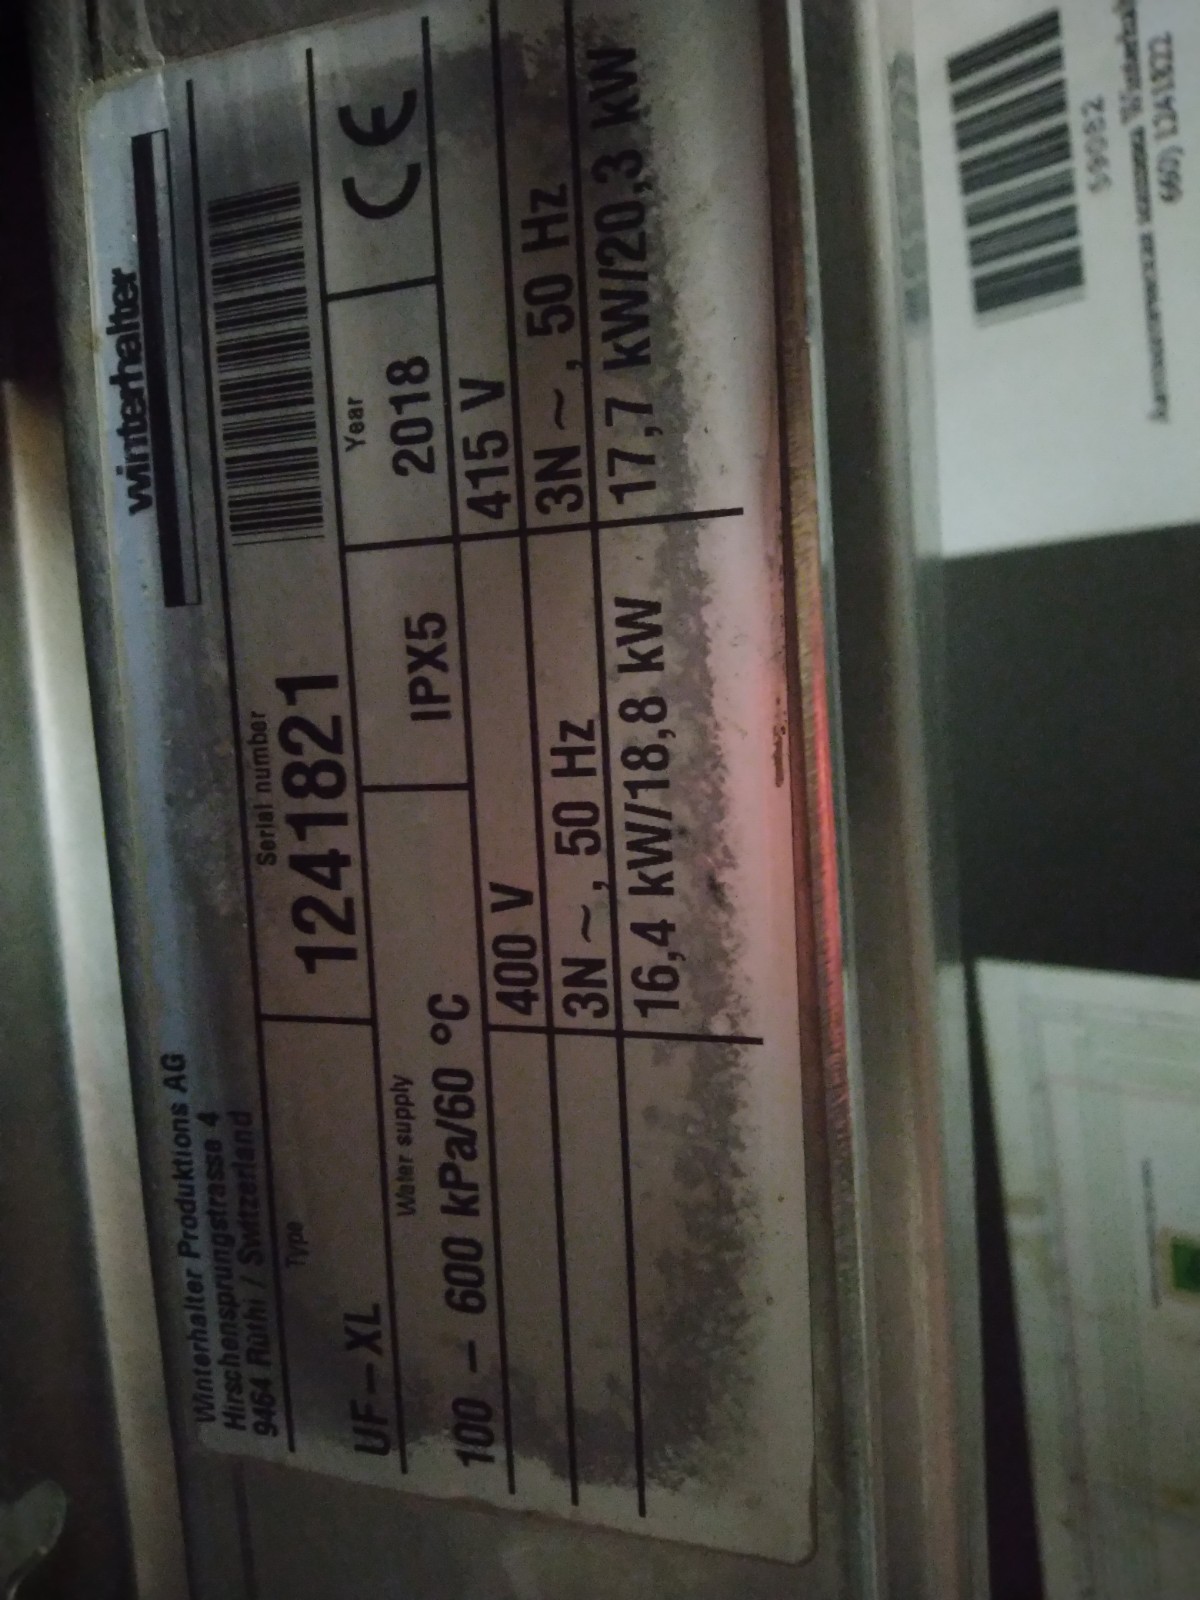 winterhalter
Winterhalter Produktions AG
Hirschensprungstrasse 4
9464 Rüthi / Switzerland
Type
UF-XL
Serial number
1241821
Water supply
100 – 600 kPa/60 °C
IPX5
Year
2018
CE
400 V
415 V
3N ~, 50 Hz
3N ~, 50 Hz
16,4 kW/18,8 kW
17,7 kW/20,3 kW